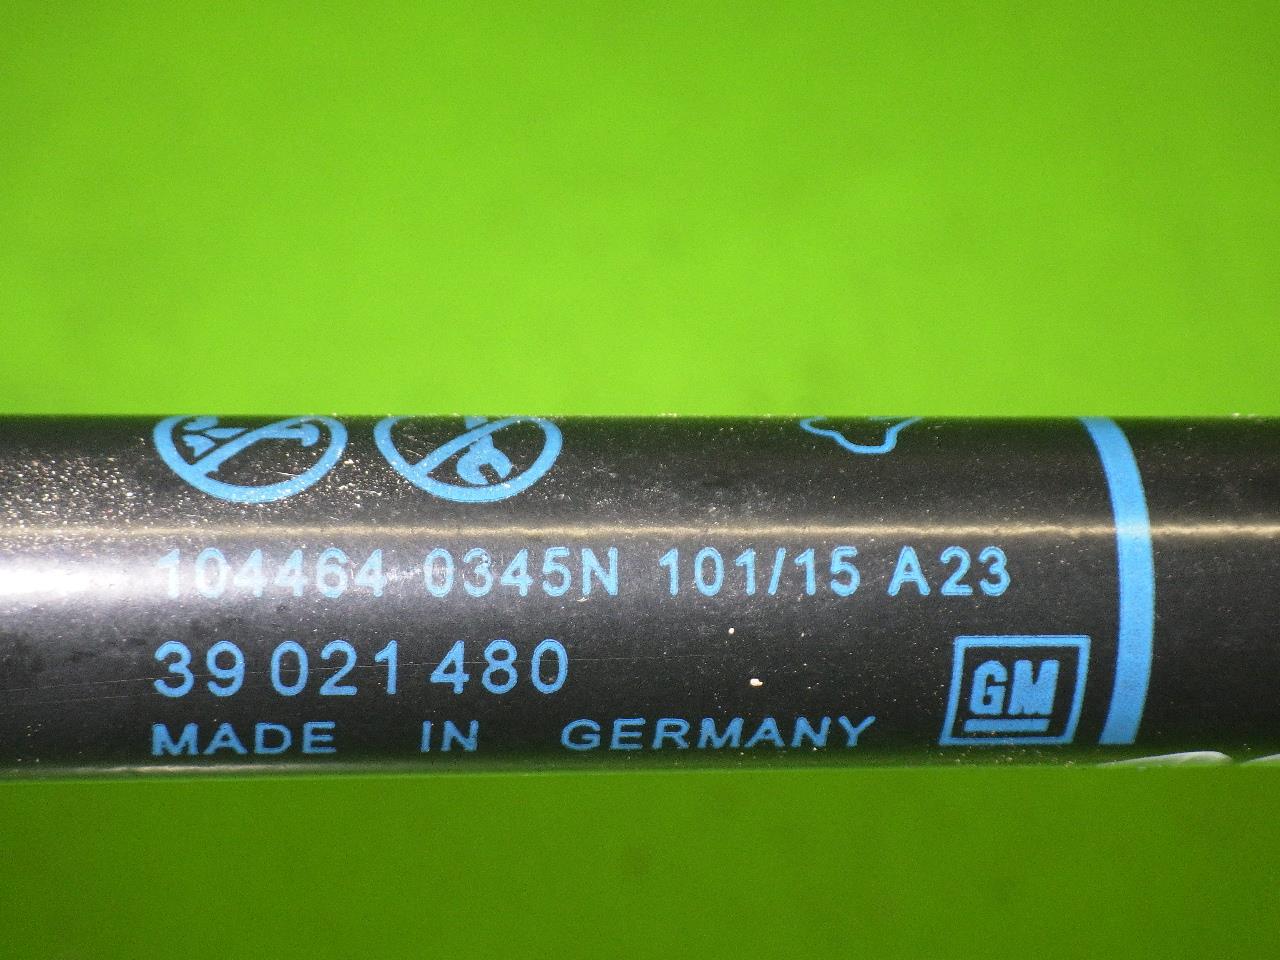 104464 0345N 101/15 A23
39 021 480
MADE IN GERMANY
GM